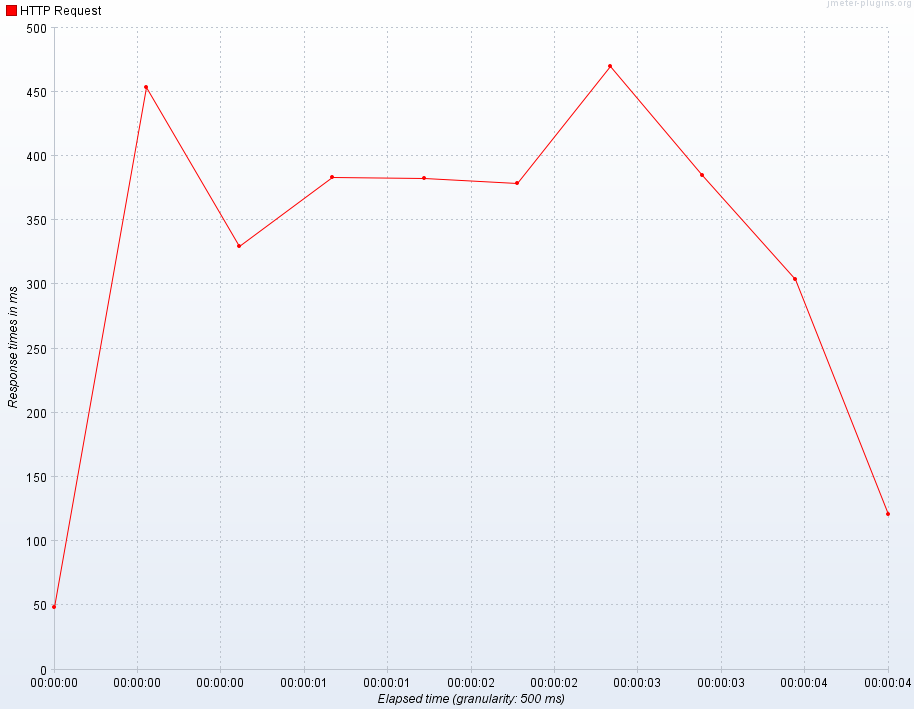 jmeter-plugins.org
HTTP Request
500
450
400
350
300
250
200
150
100
50
0
Response times in ms
00:00:00 00:00:00 00:00:00 00:00:01 00:00:01 00:00:02 00:00:02 00:00:03 00:00:03 00:00:04 00:00:04
Elapsed time (granularity: 500 ms)